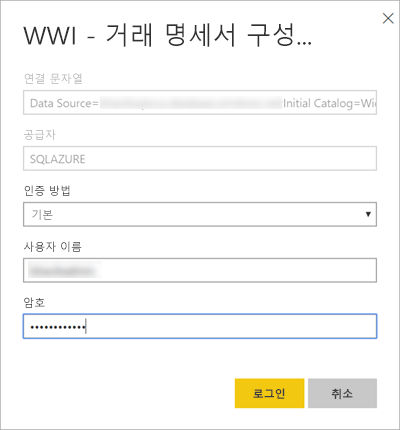 WWI - 거래 명세서 구성...
연결 문자열
Data Source= Initial Catalog=Wi
공급자
SQLAZURE
인증 방법
기본
사용자 이름
암호
••••••••••••
로그인 취소